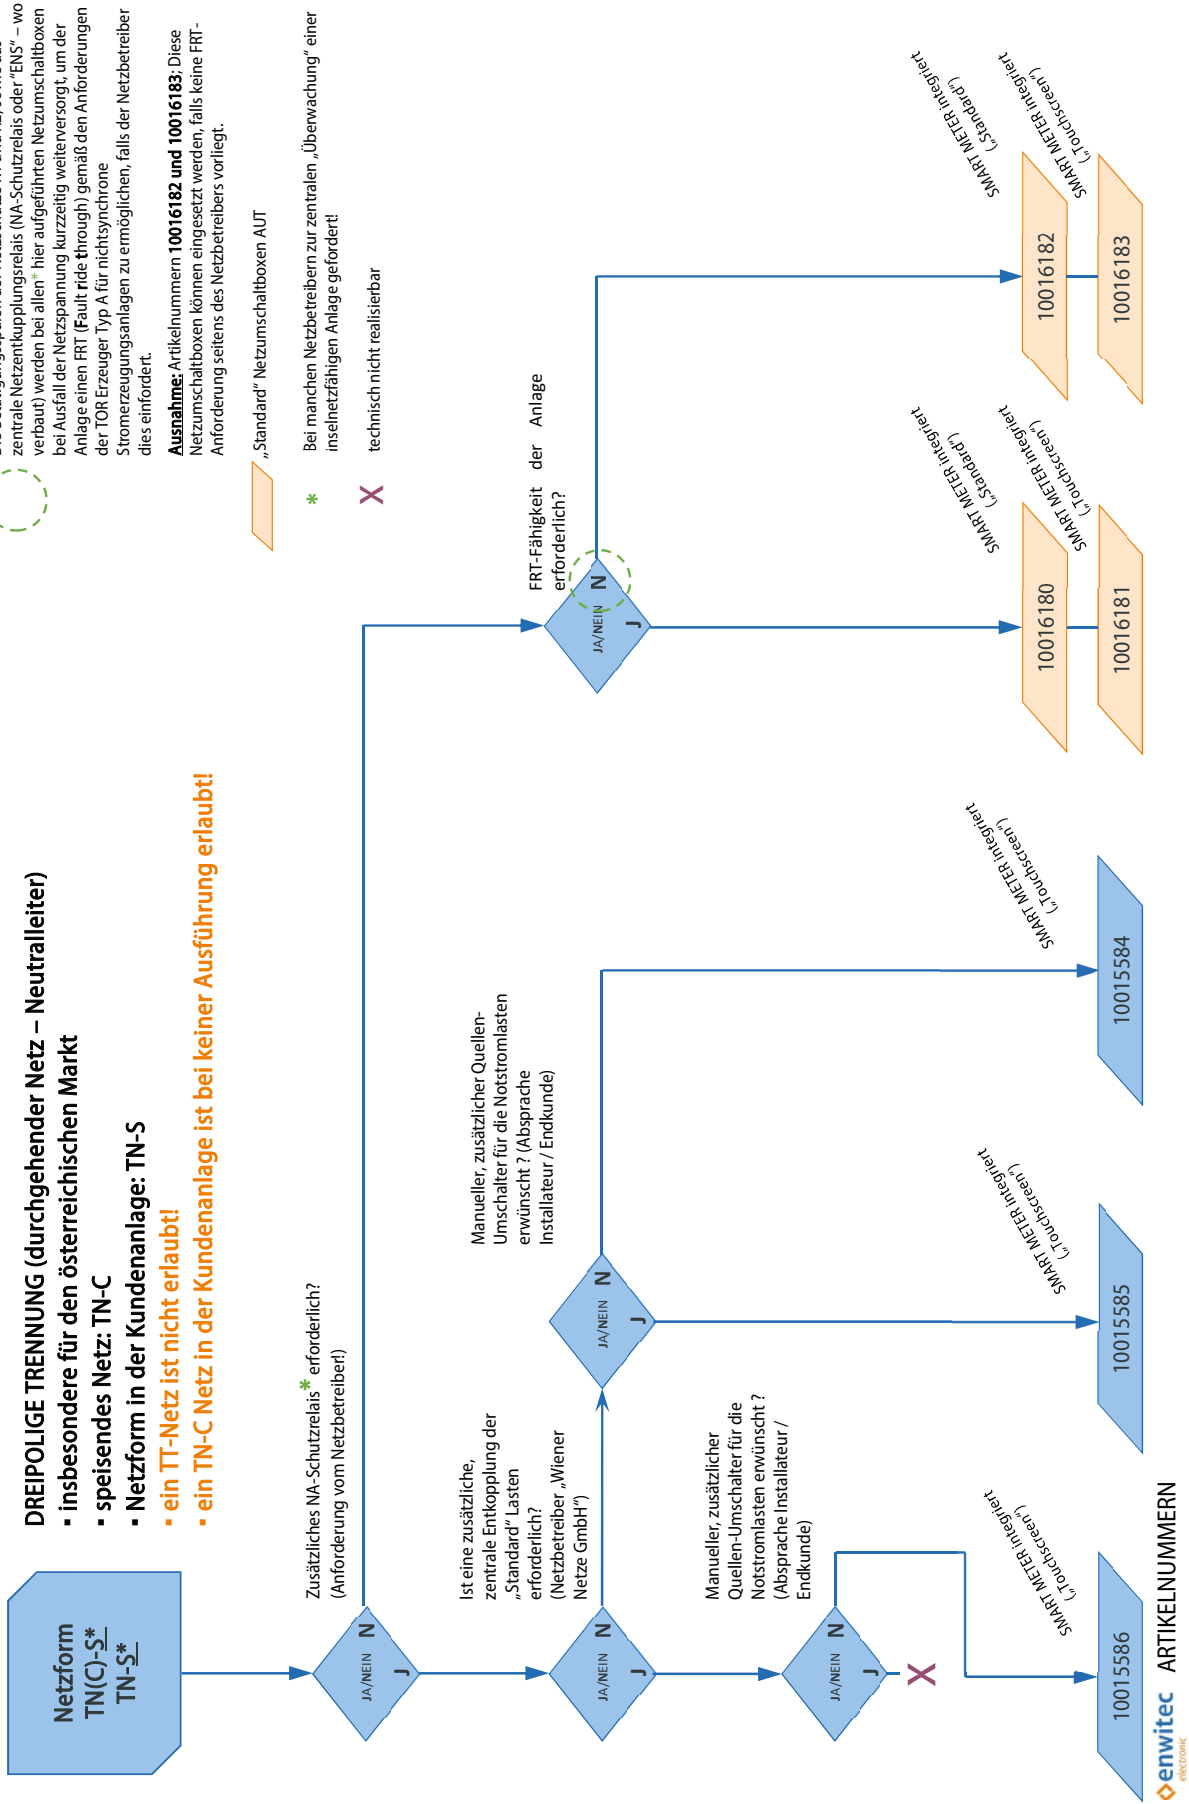 Netzform
TN(C)-S*
TN-S*
DREIPOLIGE TRENNUNG (durchgehender Netz – Neutralleiter)
▪ insbesondere für den österreichischen Markt
▪ speisendes Netz: TN-C
▪ Netzform in der Kundenanlage: TN-S
▪ ein TT-Netz ist nicht erlaubt!
▪ ein TN-C Netz in der Kundenanlage ist bei keiner Ausführung erlaubt!
zentrale Netzentkupplungsrelais (NA-Schutzrelais oder "ENS" – wo
verbaut) werden bei allen* hier aufgeführten Netzumschaltboxen
bei Ausfall der Netzspannung kurzzeitig weiterversorgt, um der
Anlage einen FRT (Fault ride through) gemäß den Anforderungen
der TOR Erzeuger Typ A für nichtsynchrone
Stromerzeugungsanlagen zu ermöglichen, falls der Netzbetreiber
dies einfordert.
Ausnahme: Artikelnummern 10016182 und 10016183; Diese
Netzumschaltboxen können eingesetzt werden, falls keine FRT-
Anforderung seitens des Netzbetreibers vorliegt.
„Standard" Netzumschaltboxen AUT
* Bei manchen Netzbetreibern zur zentralen „Überwachung" einer
inselnetzfähigen Anlage gefordert!
X technisch nicht realisierbar
Zusätzliches NA-Schutzrelais * erforderlich?
(Anforderung vom Netzbetreiber!)
JA/NEIN N
J
Ist eine zusätzliche,
zentrale Entkopplung der
„Standard" Lasten
erforderlich?
(Netzbetreiber „Wiener
Netze GmbH")
JA/NEIN N
J
Manueller, zusätzlicher Quellen-
Umschalter für die Notstromlasten
erwünscht ? (Absprache
Installateur / Endkunde)
JA/NEIN N
J
FRT-Fähigkeit der Anlage
erforderlich?
JA/NEIN N
J
Manueller, zusätzlicher
Quellen-Umschalter für die
Notstromlasten erwünscht ?
(Absprache Installateur /
Endkunde)
JA/NEIN N
J
X
SMART METER integriert
(„Touchscreen")
10015586
SMART METER integriert
(„Touchscreen")
10015585
SMART METER integriert
(„Touchscreen")
10015584
SMART METER integriert
(„Standard")
10016180
SMART METER integriert
(„Touchscreen")
10016181
SMART METER integriert
(„Standard")
10016182
SMART METER integriert
(„Touchscreen")
10016183
enwitec
electronic
ARTIKELNUMMERN